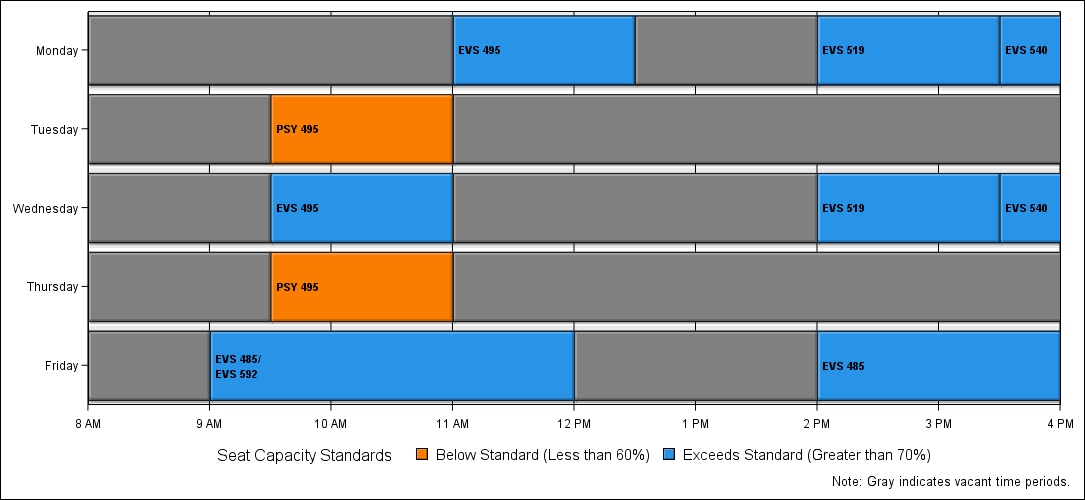 Monday
EVS 495
EVS 519
EVS 540
Tuesday
PSY 495
Wednesday
EVS 495
EVS 519
EVS 540
Thursday
PSY 495
Friday
EVS 485/
EVS 592
EVS 485
8 AM
9 AM
10 AM
11 AM
12 PM
1 PM
2 PM
3 PM
4 PM
Seat Capacity Standards
Below Standard (Less than 60%)
Exceeds Standard (Greater than 70%)
Note: Gray indicates vacant time periods.